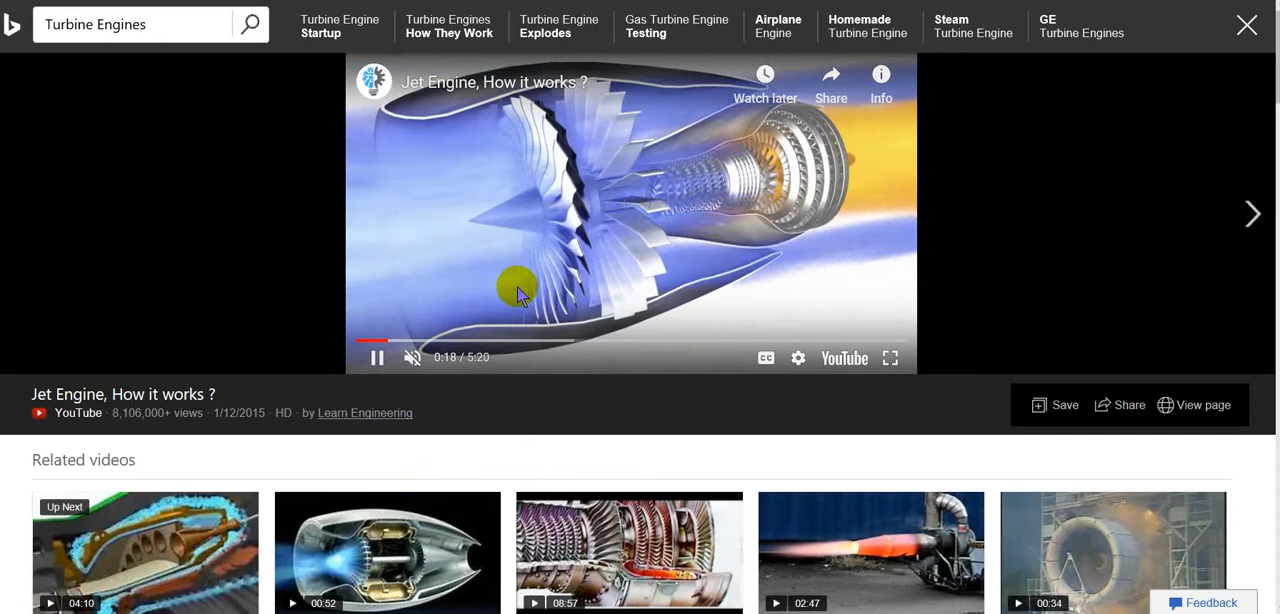 Turbine Engines
Turbine Engine
Startup
Turbine Engines
How They Work
Turbine Engine
Explodes
Gas Turbine Engine
Testing
Airplane
Engine
Homemade
Turbine Engine
Steam
Turbine Engine
GE
Turbine Engines
Jet Engine, How it works ?
Watch later
Share
Info
0:18 / 5:20
CC
YouTube
Jet Engine, How it works ?
YouTube · 8,106,000+ views · 1/12/2015 · HD · by Learn Engineering
Save
Share
View page
Related videos
Up Next
04:10
00:52
08:57
02:47
00:34
Feedback